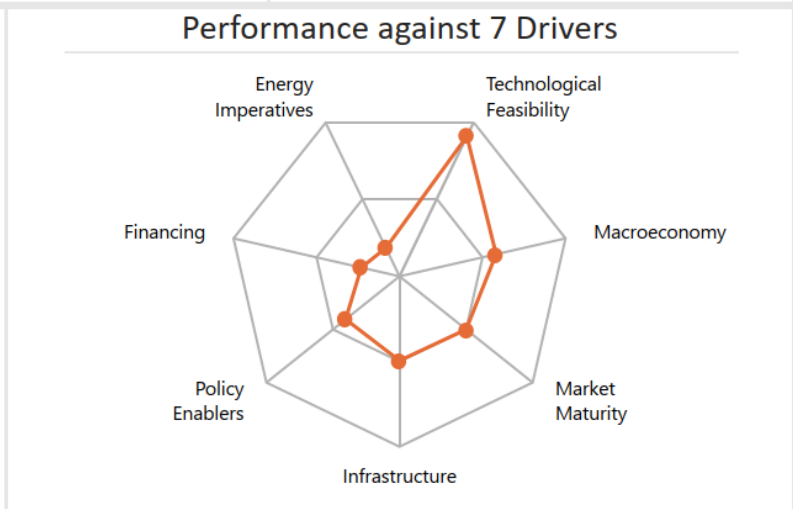 Performance against 7 Drivers
Energy
Imperatives
Technological
Feasibility
Financing
Macroeconomy
Policy
Enablers
Market
Maturity
Infrastructure